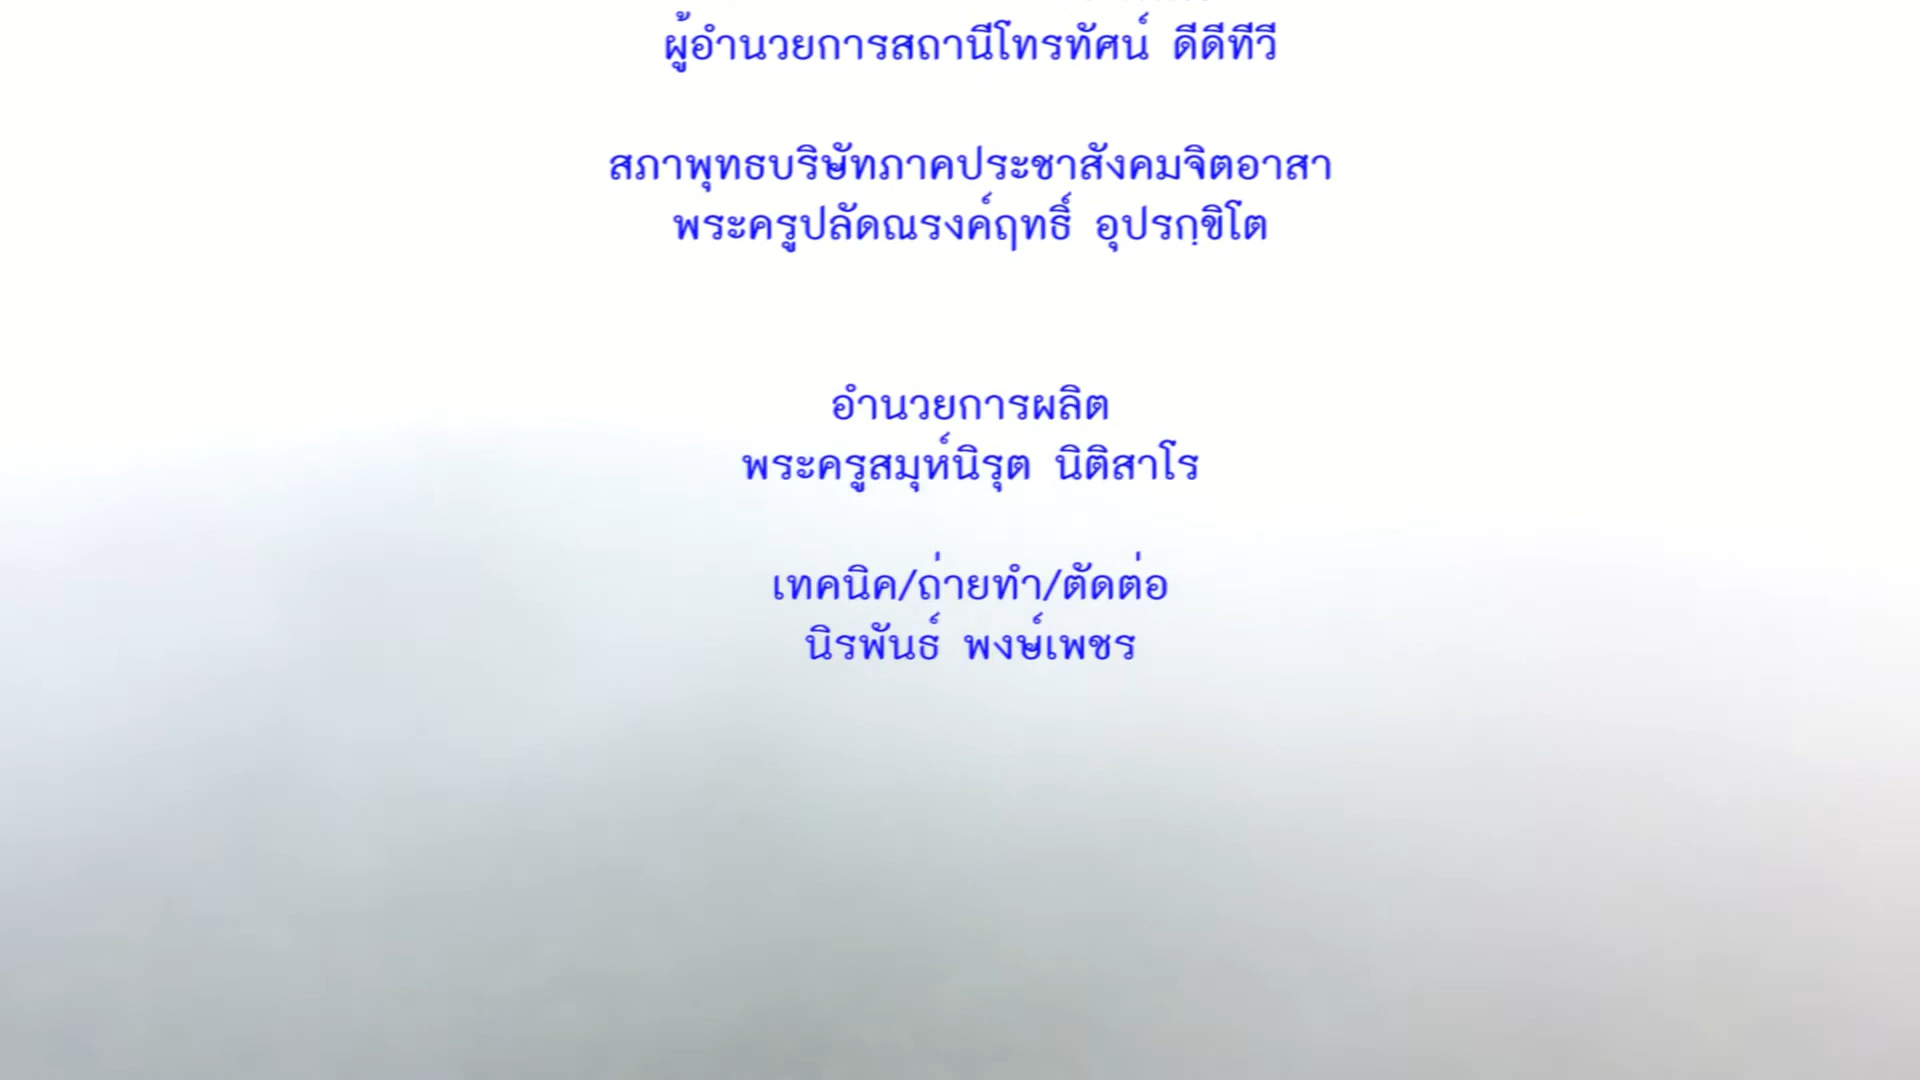 ผู้อำนวยการสถานีโทรทัศน์ ดีดีทีวี
สภาพุทธบริษัทภาคประชาสังคมจิตอาสา
พระครูปลัดณรงค์ฤทธิ์ อุปรกฺขิโต
อำนวยการผลิต
พระครูสมุห์นิรุต นิติสาโร
เทคนิค/ถ่ายทำ/ตัดต่อ
นิรพันธ์ พงษ์เพชร